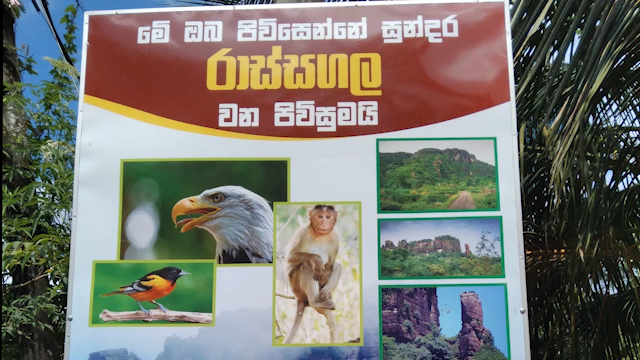 මේ ඔබ පිවිසෙන්නේ සුන්දර
රාස්සගල
වන පිවිසුමයි